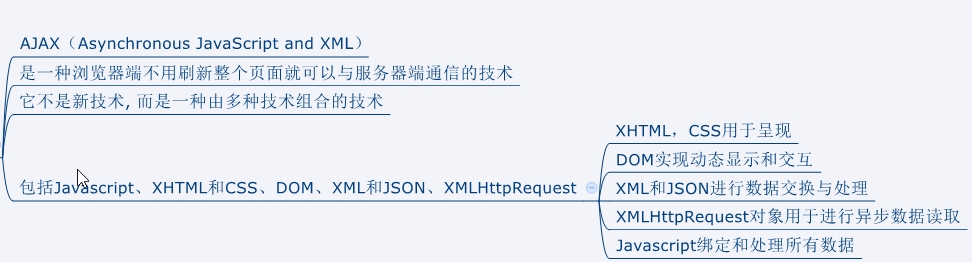 AJAX（Asynchronous JavaScript and XML）
是一种浏览器端不用刷新整个页面就可以与服务器端通信的技术
它不是新技术, 而是一种由多种技术组合的技术
包括Javascript、XHTML和CSS、DOM、XML和JSON、XMLHttpRequest
XHTML，CSS用于呈现
DOM实现动态显示和交互
XML和JSON进行数据交换与处理
XMLHttpRequest对象用于进行异步数据读取
Javascript绑定和处理所有数据